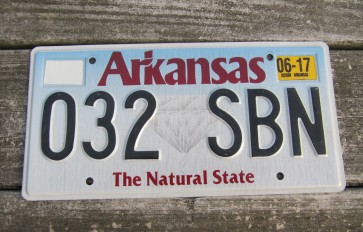 Arkansas
06-17
032 SBN
The Natural State